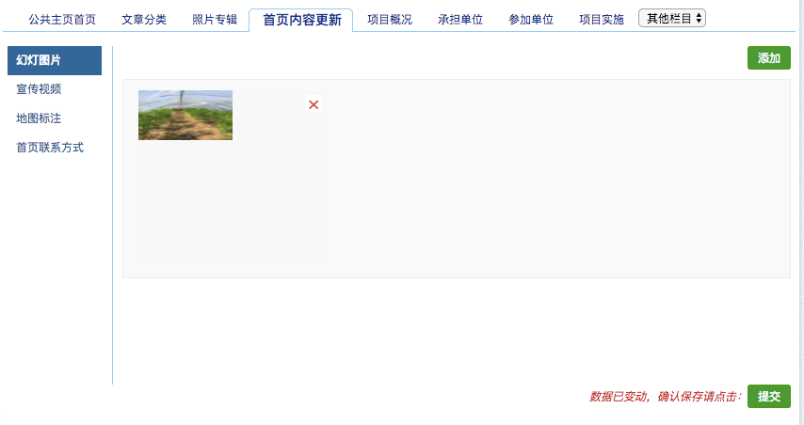 公共主页首页 文章分类 照片专辑 首页内容更新 项目概况 承担单位 参加单位 项目实施 其他栏目
幻灯图片
添加
宣传视频
地图标注
首页联系方式
数据已变动，确认保存请点击： 提交